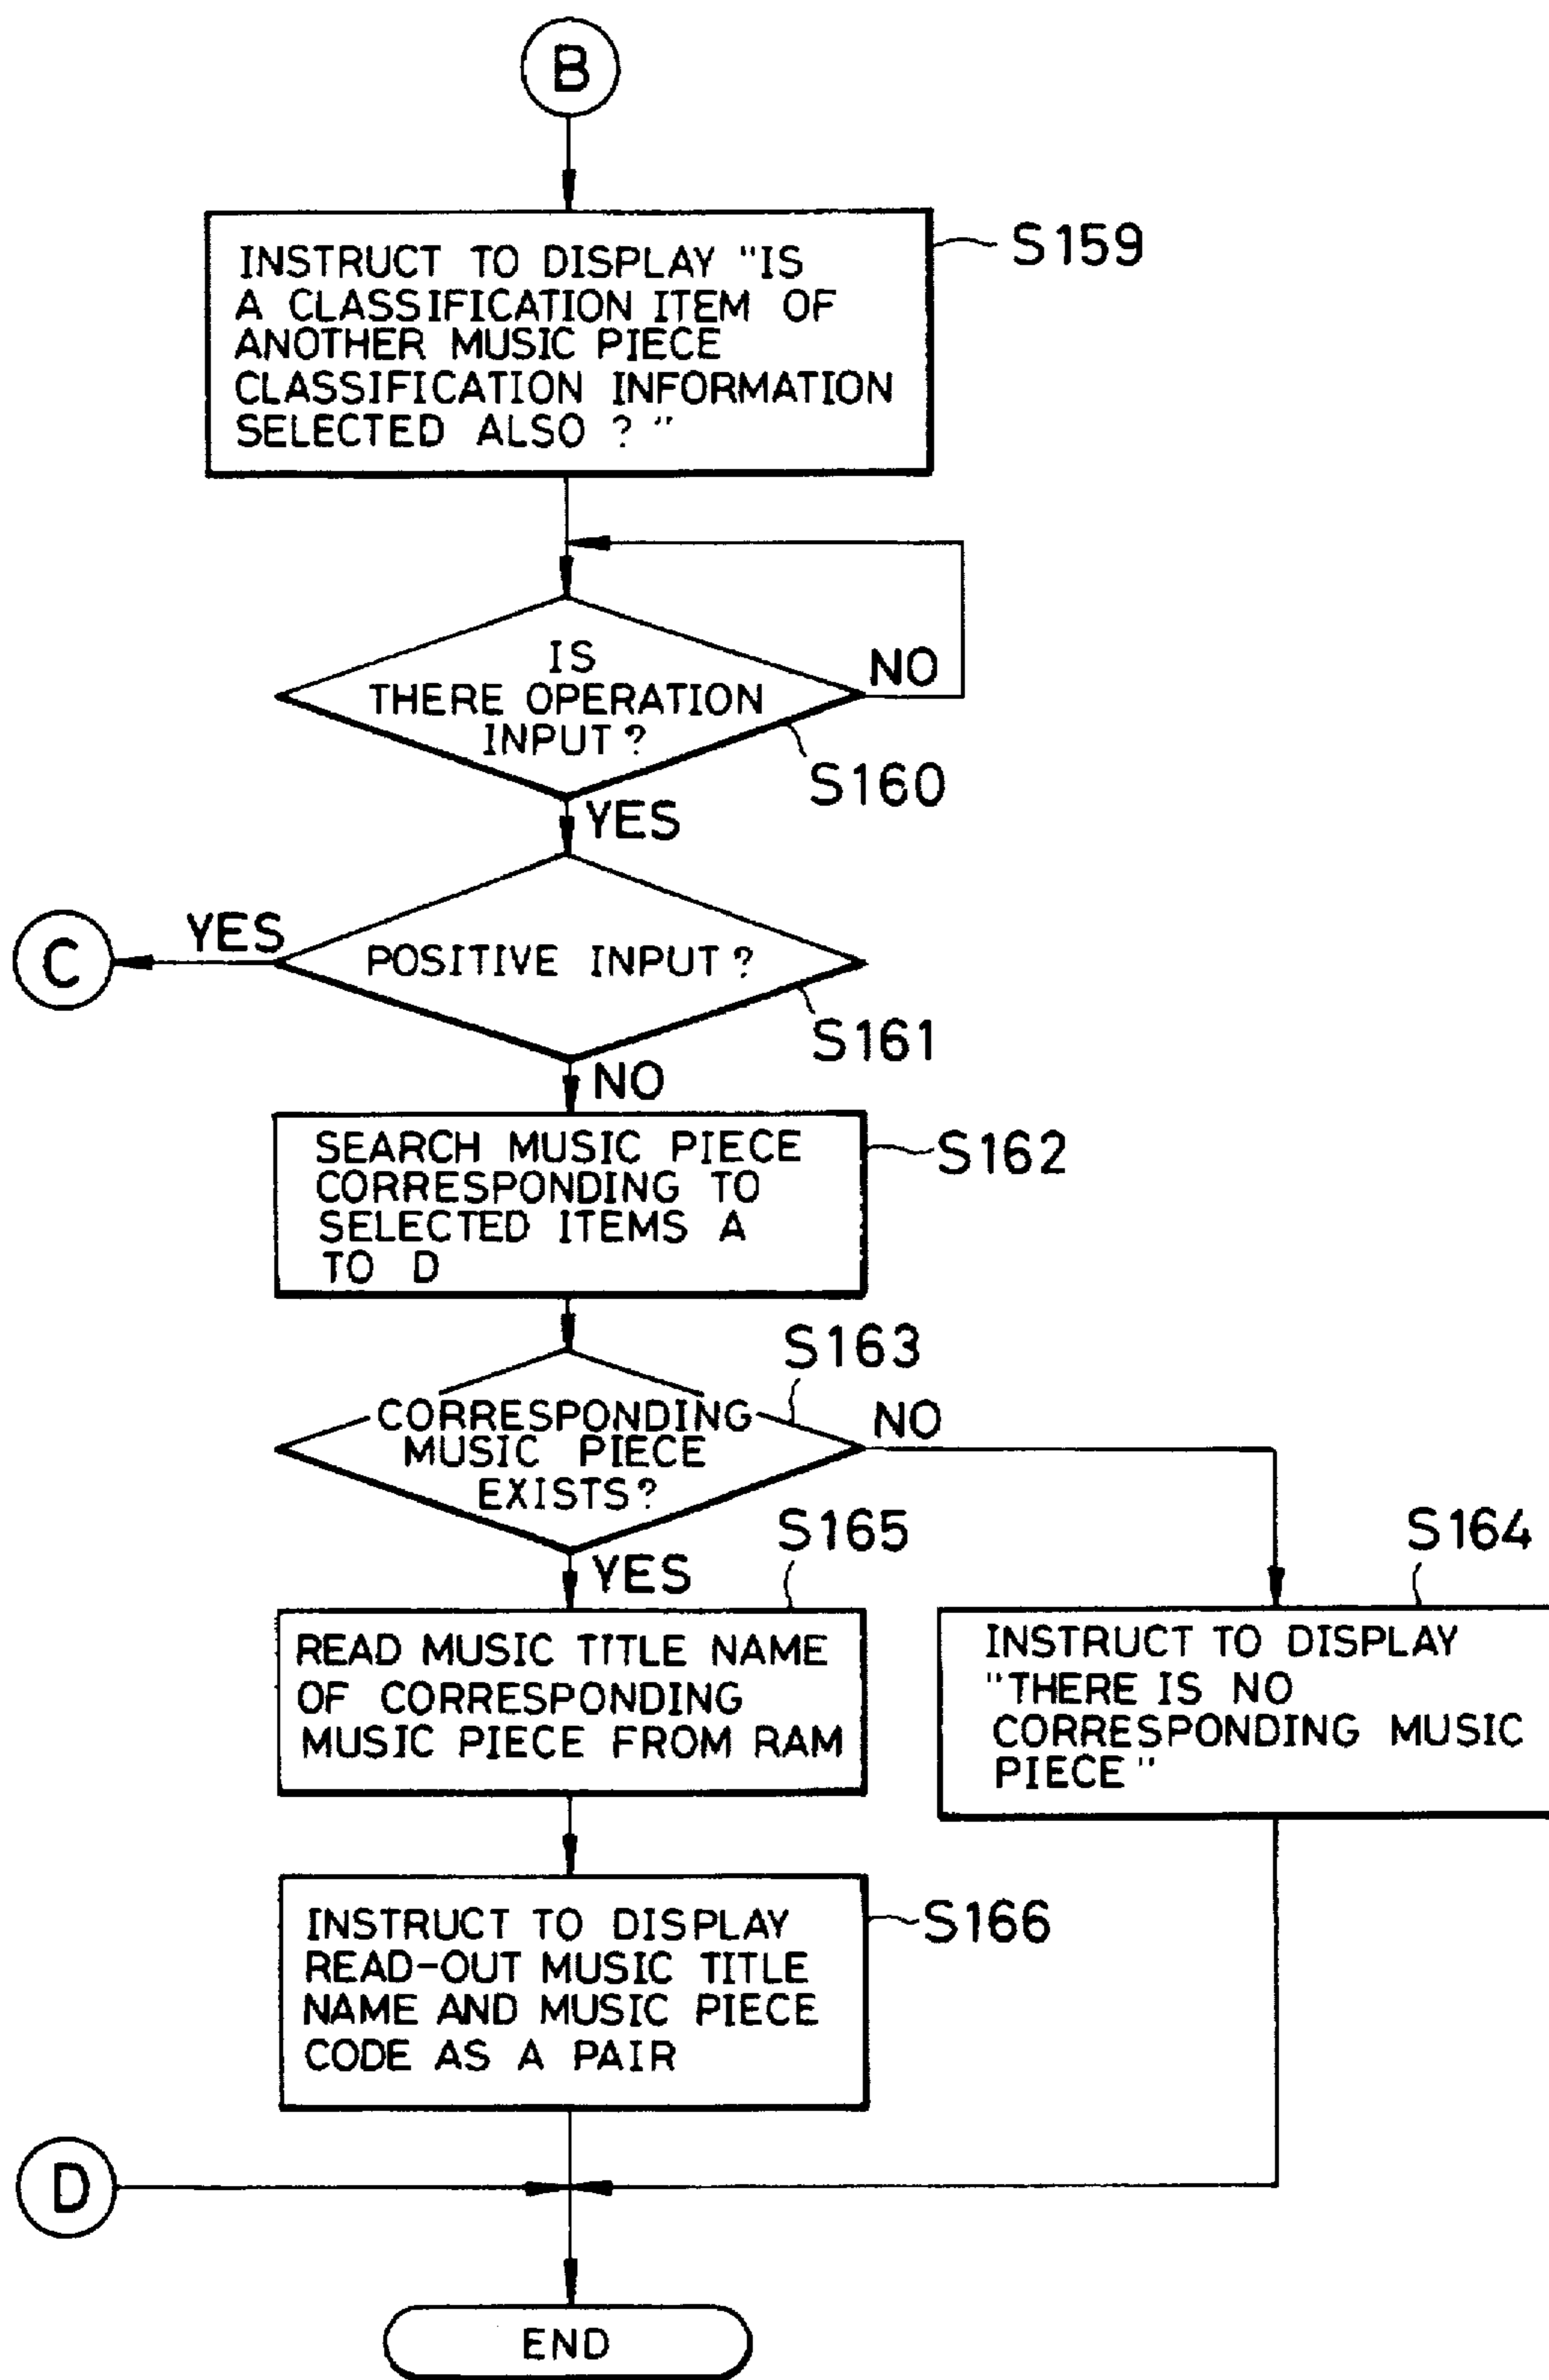 B
INSTRUCT TO DISPLAY "IS
A CLASSIFICATION ITEM OF
ANOTHER MUSIC PIECE
CLASSIFICATION INFORMATION
SELECTED ALSO ? "
S159
IS
THERE OPERATION
INPUT?
NO
S160
YES
POSITIVE INPUT?
YES
C
S161
NO
SEARCH MUSIC PIECE
CORRESPONDING TO
SELECTED ITEMS A
TO D
S162
S163
CORRESPONDING
MUSIC PIECE
EXISTS?
NO
YES
S165
READ MUSIC TITLE NAME
OF CORRESPONDING
MUSIC PIECE FROM RAM
S164
INSTRUCT TO DISPLAY
"THERE IS NO
CORRESPONDING MUSIC
PIECE"
INSTRUCT TO DISPLAY
READ-OUT MUSIC TITLE
NAME AND MUSIC PIECE
CODE AS A PAIR
S166
D
END